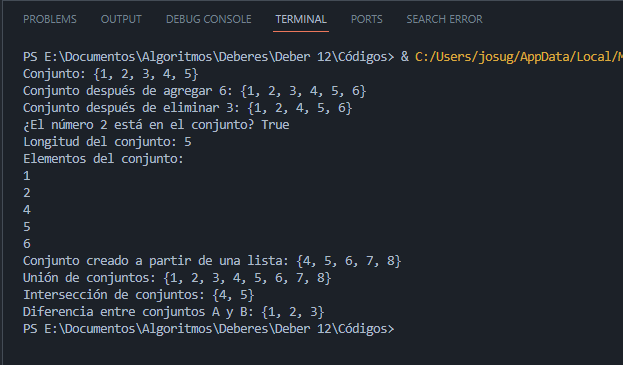 PROBLEMS OUTPUT DEBUG CONSOLE TERMINAL PORTS SEARCH ERROR
PS E:\Documentos\Algoritmos\Deberes\Deber 12\Códigos> & C:/Users/josug/AppData/Local/M
Conjunto: {1, 2, 3, 4, 5}
Conjunto después de agregar 6: {1, 2, 3, 4, 5, 6}
Conjunto después de eliminar 3: {1, 2, 4, 5, 6}
¿El número 2 está en el conjunto? True
Longitud del conjunto: 5
Elementos del conjunto:
1
2
4
5
6
Conjunto creado a partir de una lista: {4, 5, 6, 7, 8}
Unión de conjuntos: {1, 2, 3, 4, 5, 6, 7, 8}
Intersección de conjuntos: {4, 5}
Diferencia entre conjuntos A y B: {1, 2, 3}
PS E:\Documentos\Algoritmos\Deberes\Deber 12\Códigos>